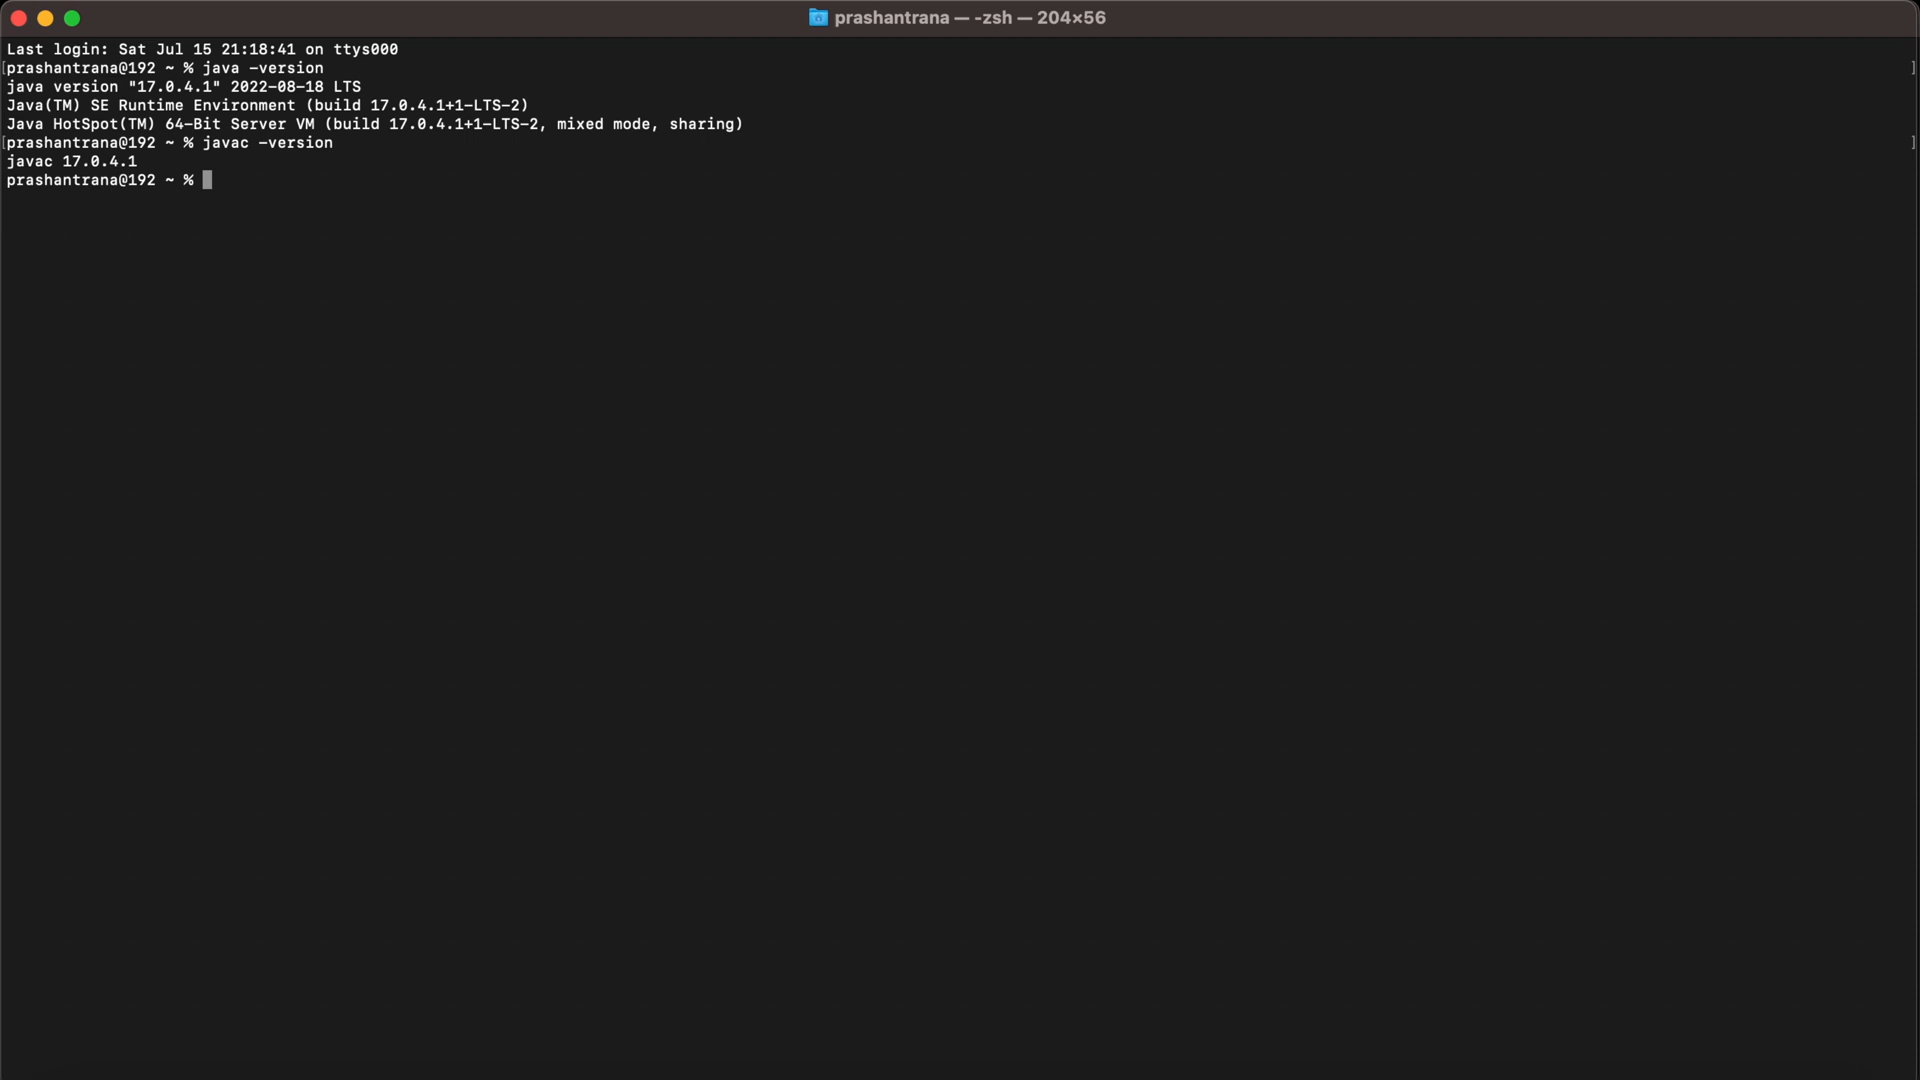 prashantrana — -zsh — 204×56
Last login: Sat Jul 15 21:18:41 on ttys000
[prashantrana@192 ~ % java -version ]
java version "17.0.4.1" 2022-08-18 LTS
Java(TM) SE Runtime Environment (build 17.0.4.1+1-LTS-2)
Java HotSpot(TM) 64-Bit Server VM (build 17.0.4.1+1-LTS-2, mixed mode, sharing)
[prashantrana@192 ~ % javac -version ]
javac 17.0.4.1
prashantrana@192 ~ %